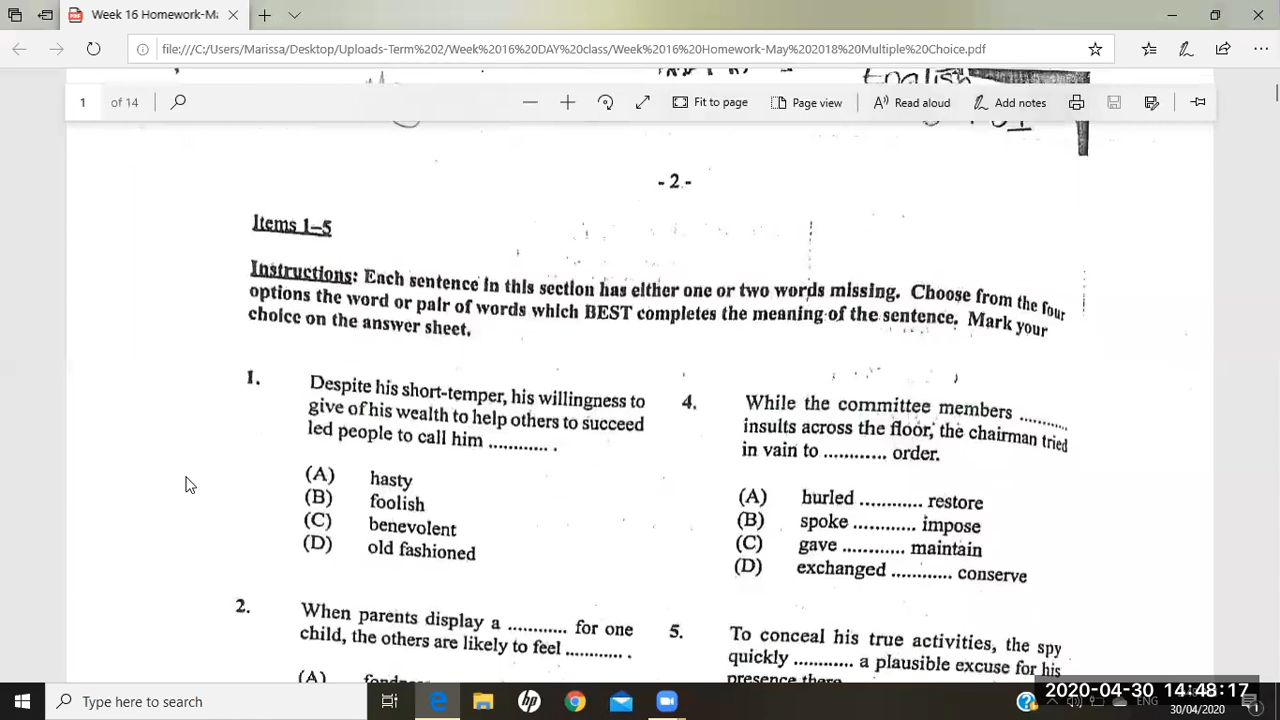 Week 16 Homework-Ma
file:///C:/Users/Marissa/Desktop/Uploads-Term%202/Week%2016%20DAY%20class/Week%2016%20Homework-May%202018%20Multiple%20Choice.pdf
English
1 of 14
Fit to page
Page view
Read aloud
Add notes
- 2 -
Items 1–5
Instructions: Each sentence in this section has either one or two words missing. Choose from the four
options the word or pair of words which BEST completes the meaning of the sentence. Mark your
choice on the answer sheet.
1.
Despite his short-temper, his willingness to
give of his wealth to help others to succeed
led people to call him ............ .
(A) hasty
(B) foolish
(C) benevolent
(D) old fashioned
2.
When parents display a ............ for one
child, the others are likely to feel ............ .
(A)
4.
While the committee members ............
insults across the floor, the chairman tried
in vain to ............ order.
(A) hurled ............ restore
(B) spoke ............ impose
(C) gave ............ maintain
(D) exchanged ............ conserve
5.
To conceal his true activities, the spy
quickly ............ a plausible excuse for his
presence there
Type here to search
2020-04-30 14:48:17
30/04/2020